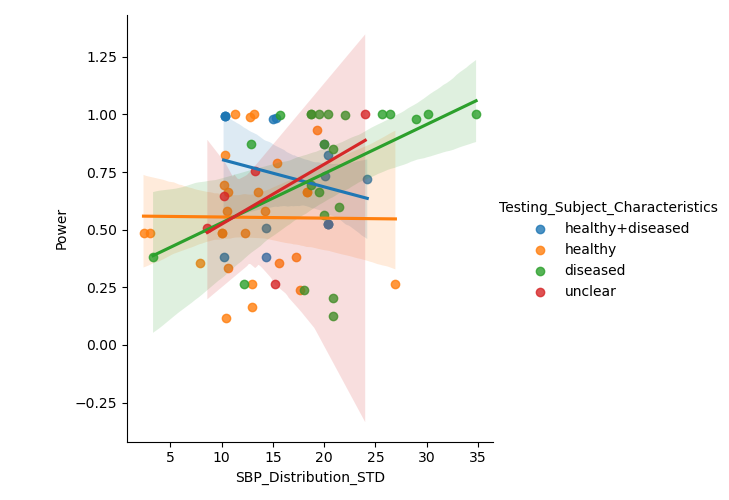 1.25
1.00
0.75
0.50
0.25
0.00
−0.25
Power
5 10 15 20 25 30 35
SBP_Distribution_STD
Testing_Subject_Characteristics
healthy+diseased
healthy
diseased
unclear